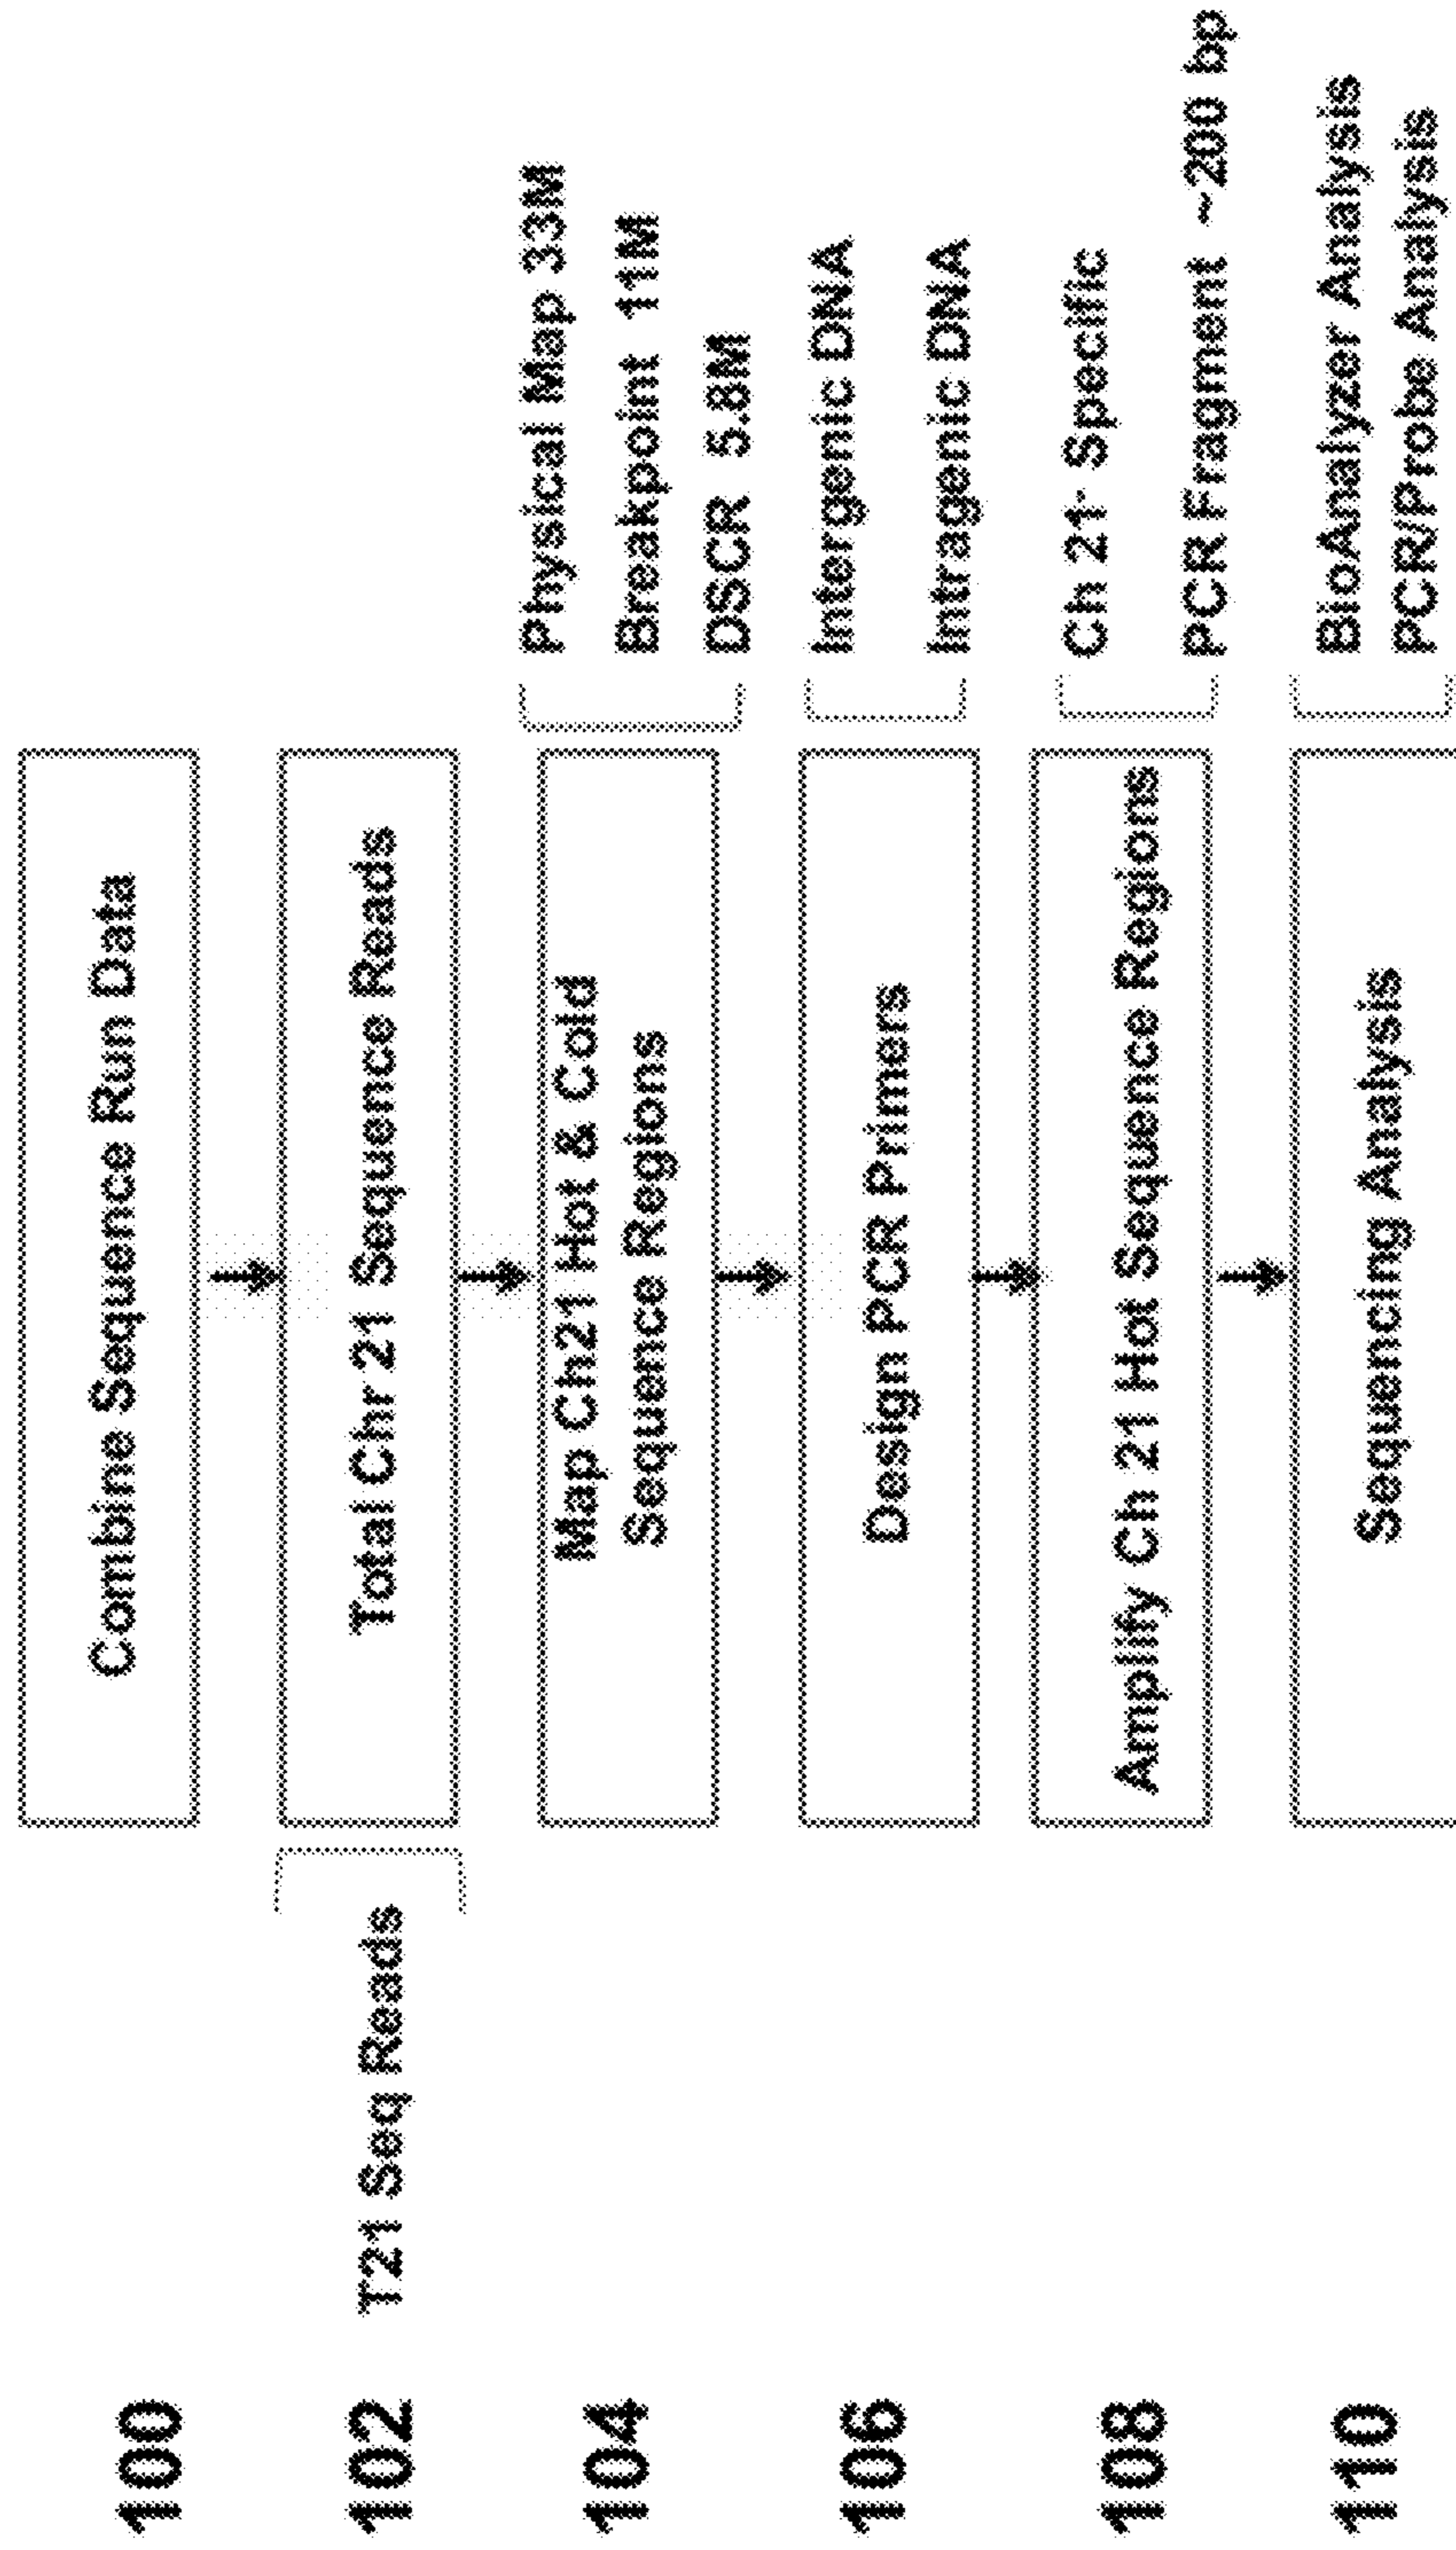 100
Combine Sequence Run Data
102
T21 Seq Reads
Total Chr 21 Sequence Reads
104
Map Ch21 Hot & Cold
Sequence Regions
Physical Map 33M
Breakpoint 11M
DSCR 5.8M
106
Design PCR Primers
Intergenic DNA
Intragenic DNA
108
Amplify Ch 21 Hot Sequence Regions
Ch 21- Specific
PCR Fragment ~200 bp
110
Sequencing Analysis
BioAnalyzer Analysis
PCR/Probe Analysis